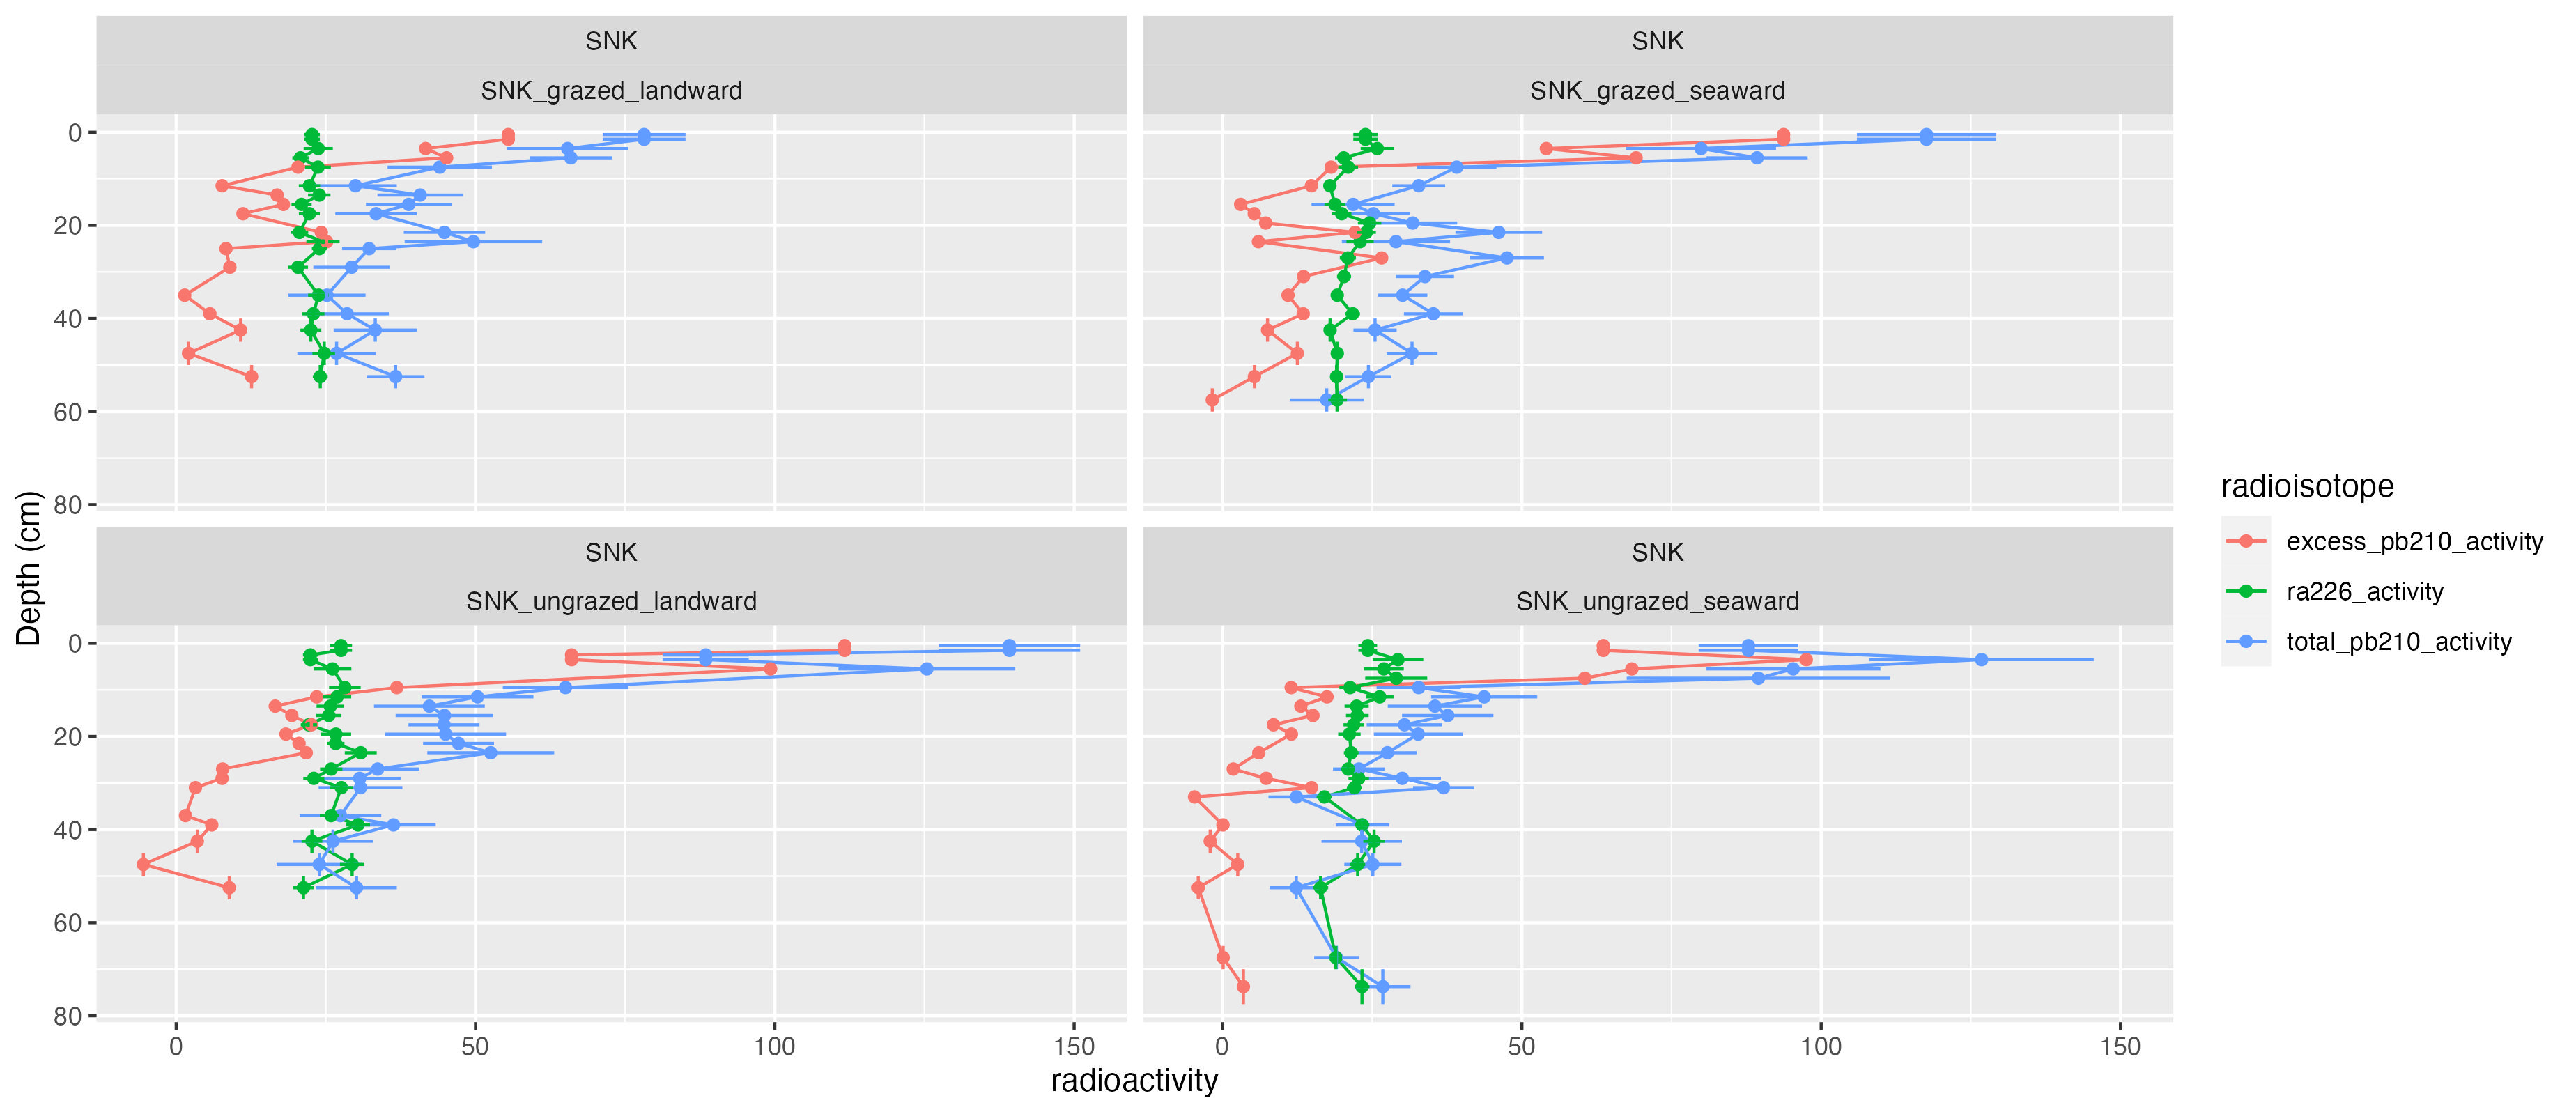 SNK
SNK_grazed_landward
SNK
SNK_grazed_seaward
0
20
40
60
80
SNK
SNK_ungrazed_landward
SNK
SNK_ungrazed_seaward
0
20
40
60
80
0
50
100
150
0
50
100
150
Depth (cm)
radioactivity
radioisotope
excess_pb210_activity
ra226_activity
total_pb210_activity